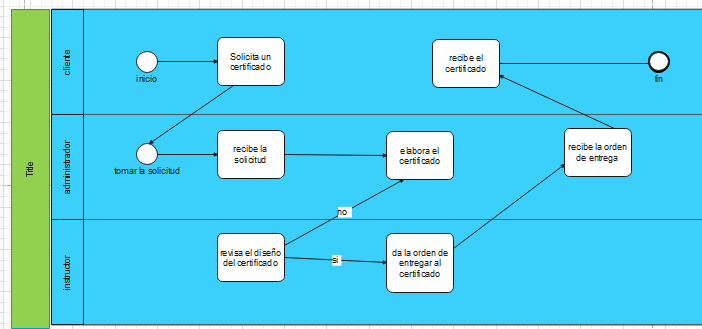 Title
cliente
inicio
Solicita un
certificado
recibe el
certificado
fin
administrador
tomar la solicitud
recibe la
solicitud
elabora el
certificado
recibe la orden
de entrega
no
instructor
revisa el diseño
del certificado
si
da la orden de
entregar al
certificado